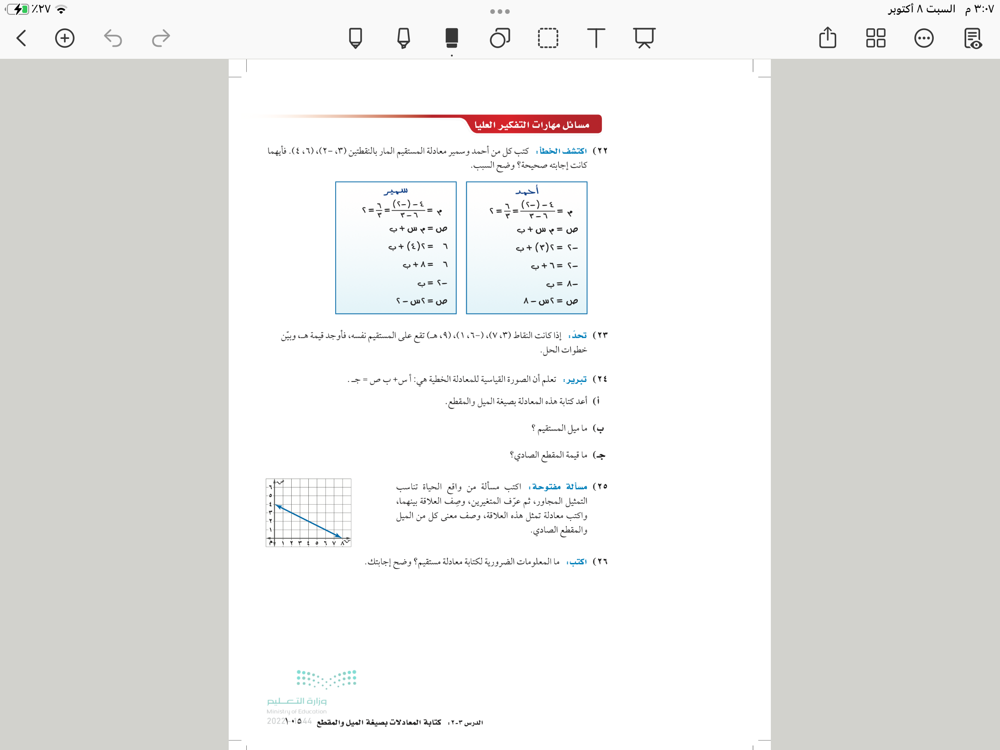 ٣:٠٧ م السبت ٨ أكتوبر
٪٢٧
مسائل مهارات التفكير العليا
٢٢) اكتشف الخطأ: كتب كل من أحمد وسمير معادلة المستقيم المار بالنقطتين (٣، -٢)، (٦، ٤). فأيهما
كانت إجابته صحيحة؟ وضح السبب.
أحمد
م = (٤ - (-٢))/(٦ - ٣) = ٦/٣ = ٢
ص = م س + ب
-٢ = ٢(٣) + ب
-٢ = ٦ + ب
-٨ = ب
ص = ٢س - ٨
سمير
م = (٤ - (-٢))/(٦ - ٣) = ٦/٣ = ٢
ص = م س + ب
٦ = ٢(٤) + ب
٦ = ٨ + ب
-٢ = ب
ص = ٢س - ٢
٢٣) تحدّ: إذا كانت النقاط (٣، ٧)، (-٦، ١)، (٩، هـ) تقع على المستقيم نفسه، فأوجد قيمة هـ، وبيّن
خطوات الحل.
٢٤) تبرير: تعلم أن الصورة القياسية للمعادلة الخطية هي: أ س+ ب ص = جـ .
أ) أعد كتابة هذه المعادلة بصيغة الميل والمقطع.
ب) ما ميل المستقيم ؟
جـ) ما قيمة المقطع الصادي؟
٢٥) مسألة مفتوحة: اكتب مسألة من واقع الحياة تناسب
التمثيل المجاور، ثم عرّف المتغيرين، وصِف العلاقة بينهما،
واكتب معادلة تمثل هذه العلاقة، وصف معنى كل من الميل
والمقطع الصادي.
ص
٦
٥
٤
٣
٢
١
م ١ ٢ ٣ ٤ ٥ ٦ ٧ ٨ س
٢٦) اكتب: ما المعلومات الضرورية لكتابة معادلة مستقيم؟ وضح إجابتك.
وزارة التعليم
Ministry of Education
2022 - 1444
الدرس ٣-٢: كتابة المعادلات بصيغة الميل والمقطع ١٠٥